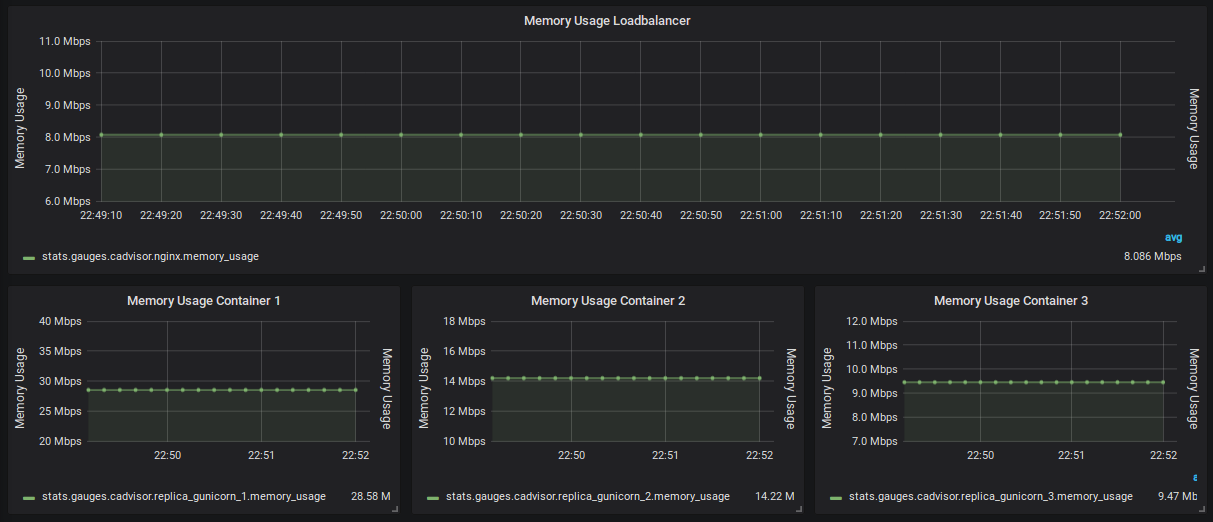 Memory Usage Loadbalancer
Memory Usage
11.0 Mbps
10.0 Mbps
9.0 Mbps
8.0 Mbps
7.0 Mbps
6.0 Mbps
22:49:10 22:49:20 22:49:30 22:49:40 22:49:50 22:50:00 22:50:10 22:50:20 22:50:30 22:50:40 22:50:50 22:51:00 22:51:10 22:51:20 22:51:30 22:51:40 22:51:50 22:52:00
Memory Usage
avg
stats.gauges.cadvisor.nginx.memory_usage 8.086 Mbps
Memory Usage Container 1
Memory Usage
40 Mbps
35 Mbps
30 Mbps
25 Mbps
20 Mbps
22:50 22:51 22:52
Memory Usage
stats.gauges.cadvisor.replica_gunicorn_1.memory_usage 28.58 M
Memory Usage Container 2
Memory Usage
18 Mbps
16 Mbps
14 Mbps
12 Mbps
10 Mbps
22:50 22:51 22:52
Memory Usage
stats.gauges.cadvisor.replica_gunicorn_2.memory_usage 14.22 M
Memory Usage Container 3
Memory Usage
12.0 Mbps
11.0 Mbps
10.0 Mbps
9.0 Mbps
8.0 Mbps
7.0 Mbps
22:50 22:51 22:52
Memory Usage
stats.gauges.cadvisor.replica_gunicorn_3.memory_usage 9.47 Mb